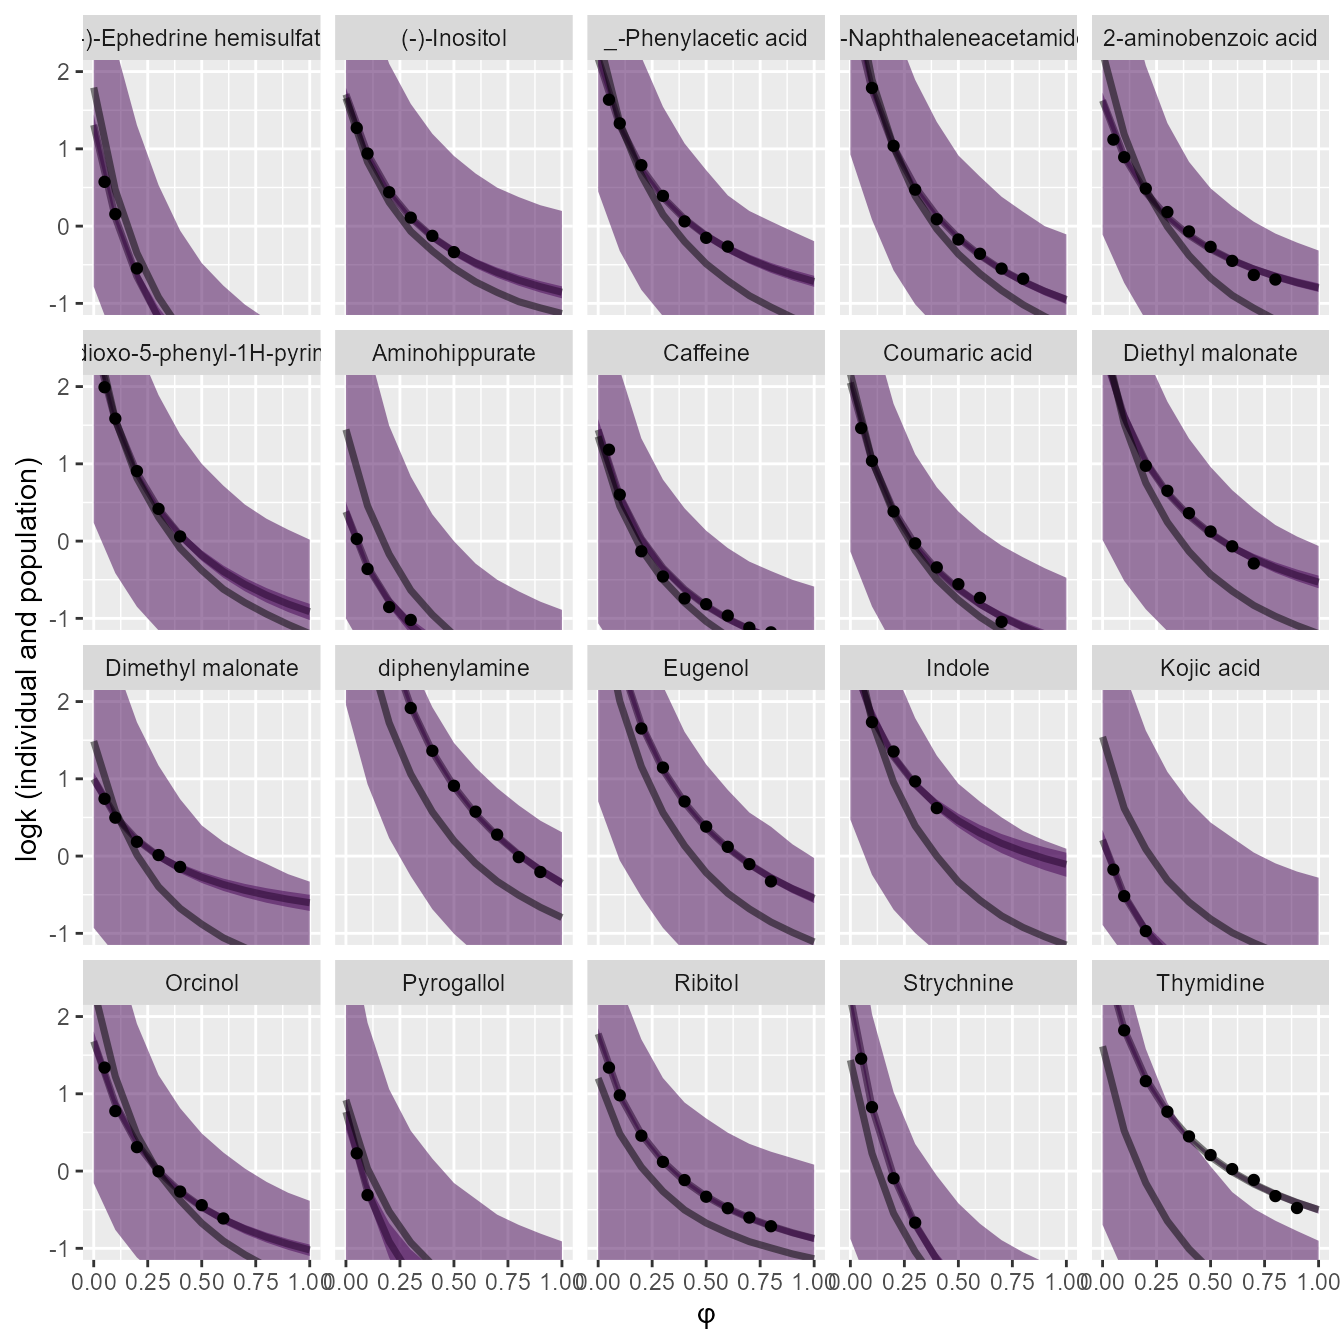 -)-Ephedrine hemisulfat
(-)-Inositol
_-Phenylacetic acid
-Naphthaleneacetamide
2-aminobenzoic acid
2
1
0
-1
dioxo-5-phenyl-1H-pyrim
Aminohippurate
Caffeine
Coumaric acid
Diethyl malonate
2
1
0
-1
logk (individual and population)
Dimethyl malonate
diphenylamine
Eugenol
Indole
Kojic acid
2
1
0
-1
Orcinol
Pyrogallol
Ribitol
Strychnine
Thymidine
2
1
0
-1
0.00 0.25 0.50 0.75 1.00
0.00 0.25 0.50 0.75 1.00
0.00 0.25 0.50 0.75 1.00
0.00 0.25 0.50 0.75 1.00
0.00 0.25 0.50 0.75 1.00
φ